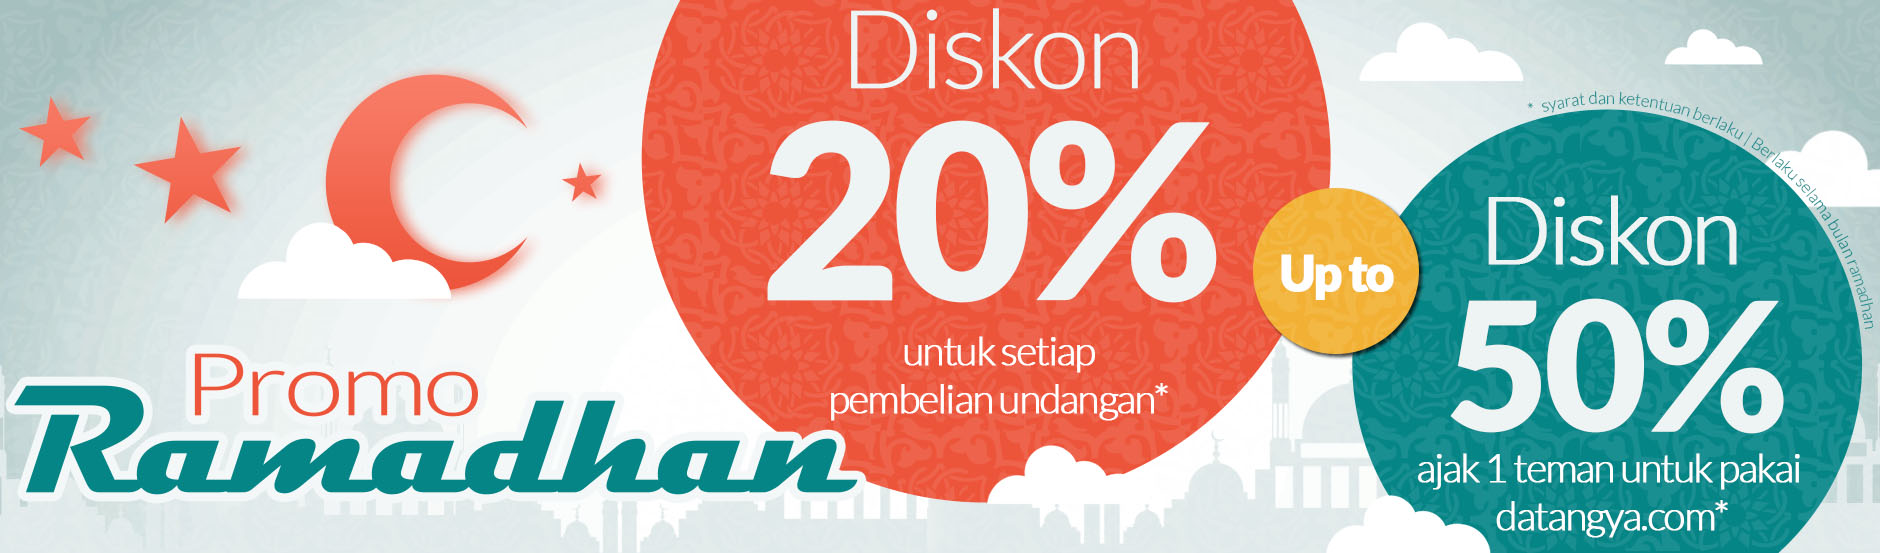 Promo
Ramadhan
Diskon
20%
untuk setiap
pembelian undangan*
Up to
* syarat dan ketentuan berlaku | Berlaku selama bulan ramadhan
Diskon
50%
ajak 1 teman untuk pakai
datangya.com*